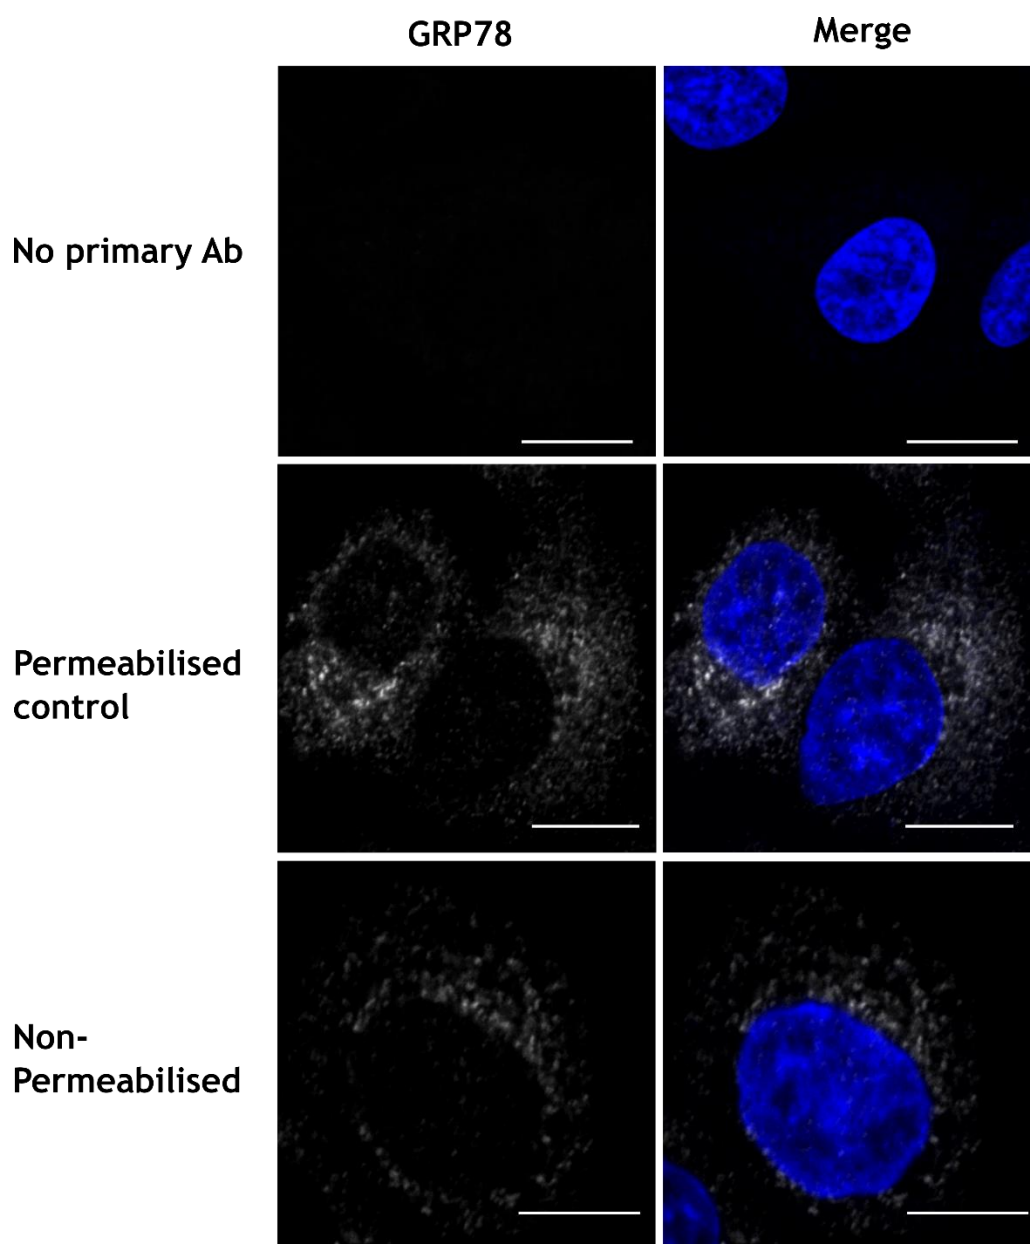 GRP78
Merge
No primary Ab
Permeabilised
control
Non-
Permeabilised